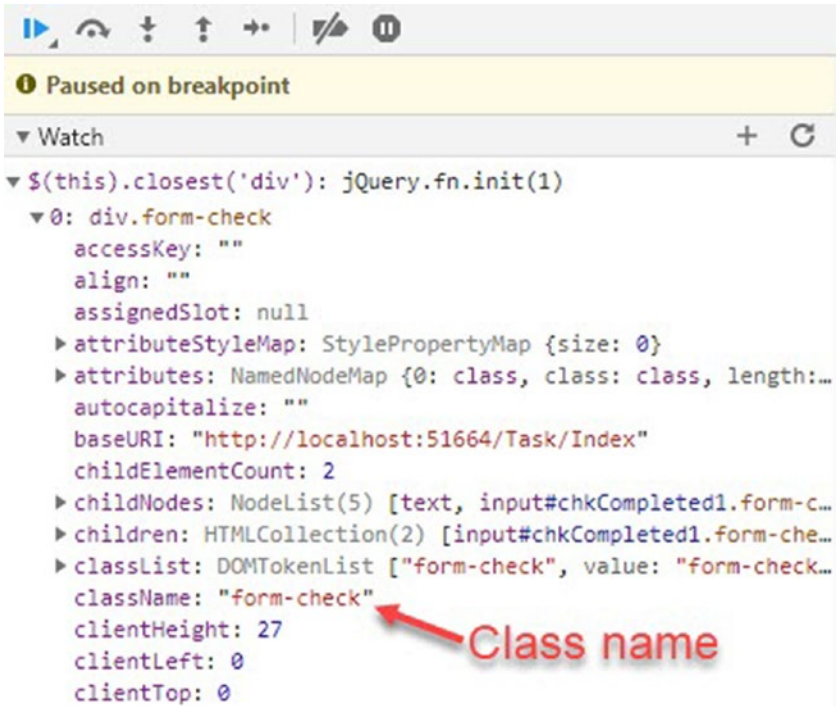 Paused on breakpoint
Watch
$(this).closest('div'): jQuery.fn.init(1)
0: div.form-check
accessKey: ""
align: ""
assignedSlot: null
attributeStyleMap: StylePropertyMap {size: 0}
attributes: NamedNodeMap {0: class, class: class, length:…
autocapitalize: ""
baseURI: "http://localhost:51664/Task/Index"
childElementCount: 2
childNodes: NodeList(5) [text, input#chkCompleted1.form-c…
children: HTMLCollection(2) [input#chkCompleted1.form-che…
classList: DOMTokenList ["form-check", value: "form-check…
className: "form-check"
clientHeight: 27
Class name
clientLeft: 0
clientTop: 0